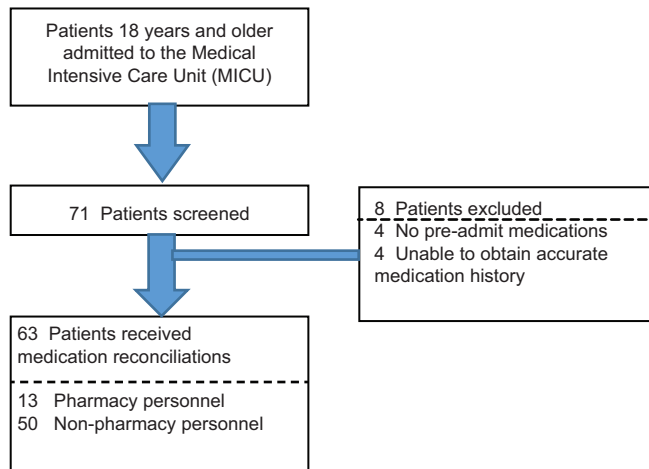 Patients 18 years and older
admitted to the Medical
Intensive Care Unit (MICU)
71 Patients screened
8 Patients excluded
4 No pre-admit medications
4 Unable to obtain accurate
medication history
63 Patients received
medication reconciliations
13 Pharmacy personnel
50 Non-pharmacy personnel